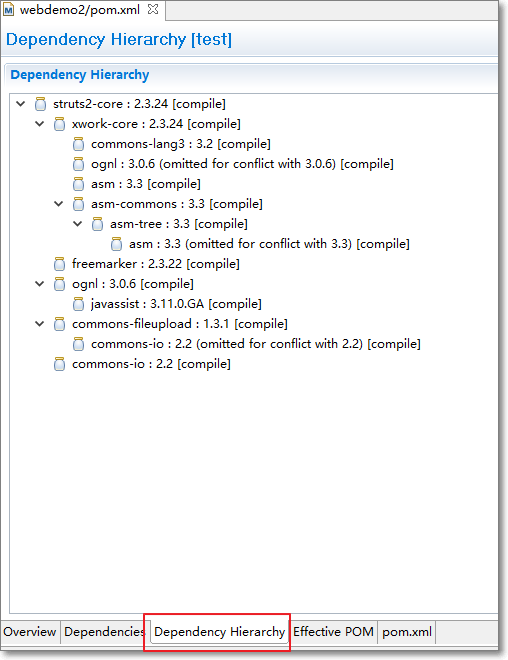 webdemo2/pom.xml
Dependency Hierarchy [test]
Dependency Hierarchy
struts2-core : 2.3.24 [compile]
xwork-core : 2.3.24 [compile]
commons-lang3 : 3.2 [compile]
ognl : 3.0.6 (omitted for conflict with 3.0.6) [compile]
asm : 3.3 [compile]
asm-commons : 3.3 [compile]
asm-tree : 3.3 [compile]
asm : 3.3 (omitted for conflict with 3.3) [compile]
freemarker : 2.3.22 [compile]
ognl : 3.0.6 [compile]
javassist : 3.11.0.GA [compile]
commons-fileupload : 1.3.1 [compile]
commons-io : 2.2 (omitted for conflict with 2.2) [compile]
commons-io : 2.2 [compile]
Overview Dependencies Dependency Hierarchy Effective POM pom.xml